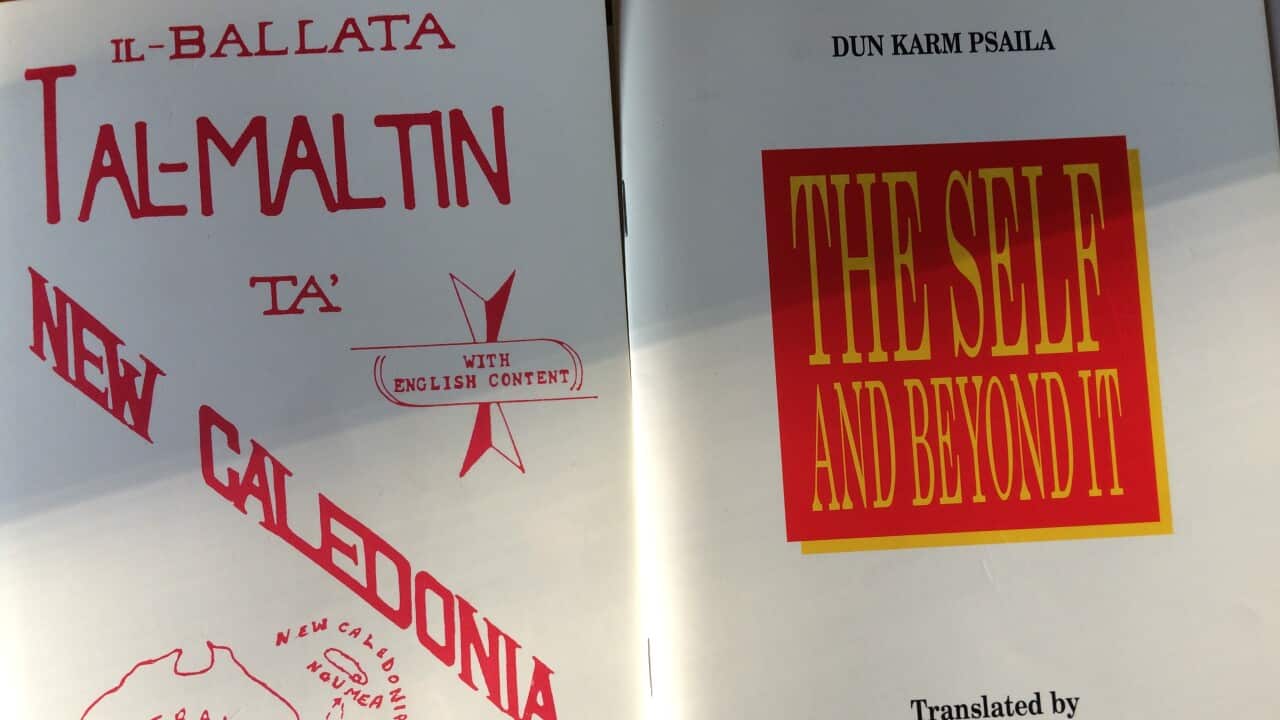 IL-BALLATA
TAL-MALTIN
TA'
NEW CALEDONIA
WITH
ENGLISH CONTENT
NEW CALEDONIA
NOUMEA
DUN KARM PSAILA
THE SELF
AND BEYOND IT
Translated by